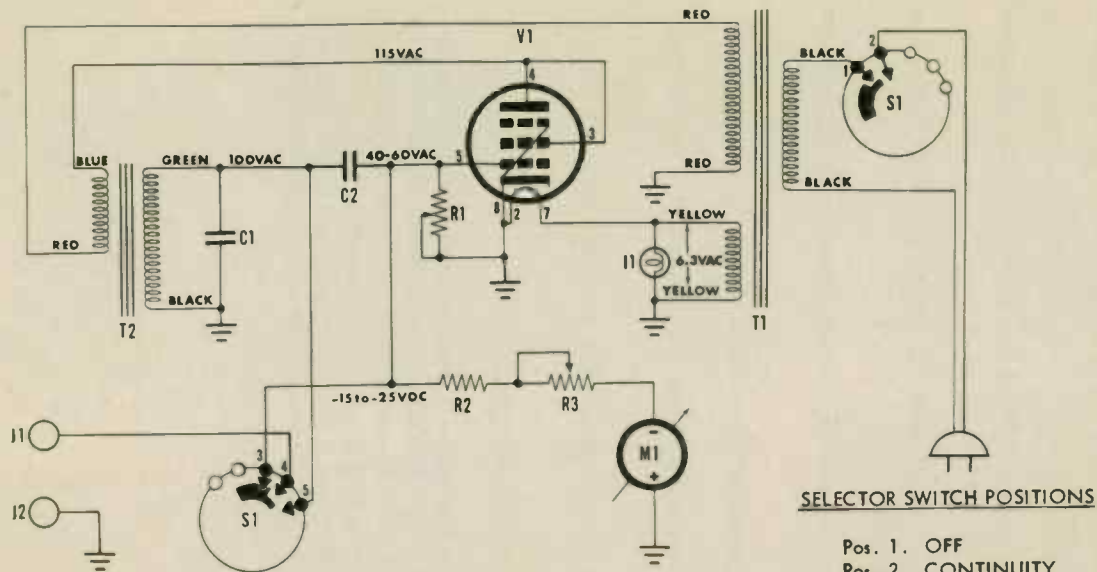 RED
V1
115VAC
4
BLACK
2
1
S1
3
BLUE
GREEN
100VAC
40-60VAC
5
C2
RED
R1
8
2
7
YELLOW
C1
I1
6.3VAC
RED
YELLOW
BLACK
T2
T1
-15to-25VDC
R2
R3
BLACK
J1
3
4
5
M1
-
+
S1
J2
SELECTOR SWITCH POSITIONS
Pos. 1. OFF
Pos. 2. CONTINUITY